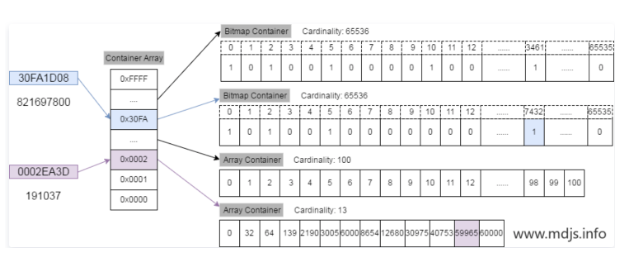 Bitmap Container Cardinality: 65536
0 1 2 3 4 5 6 7 8 9 10 11 12 ...... 3461 ...... 65535
1 0 1 0 0 1 0 0 0 0 1 0 0 ...... 1 ...... 0
Container Array
0xFFFF
....
0x30FA
....
0x0002
0x0001
0x0000
30FA1D08
821697800
0002EA3D
191037
Bitmap Container Cardinality: 65536
0 1 2 3 4 5 6 7 8 9 10 11 12 ...... 7432 ...... 65535
1 0 1 0 0 1 0 0 0 0 0 0 0 ...... 1 ...... 0
Array Container Cardinality: 100
0 1 2 3 4 5 6 7 8 9 10 11 12 ...... 98 99 100
Array Container Cardinality: 13
0 32 64 139 2190 3005 6000 8654 12680 30975 40753 59965 60000
www.mdjs.info